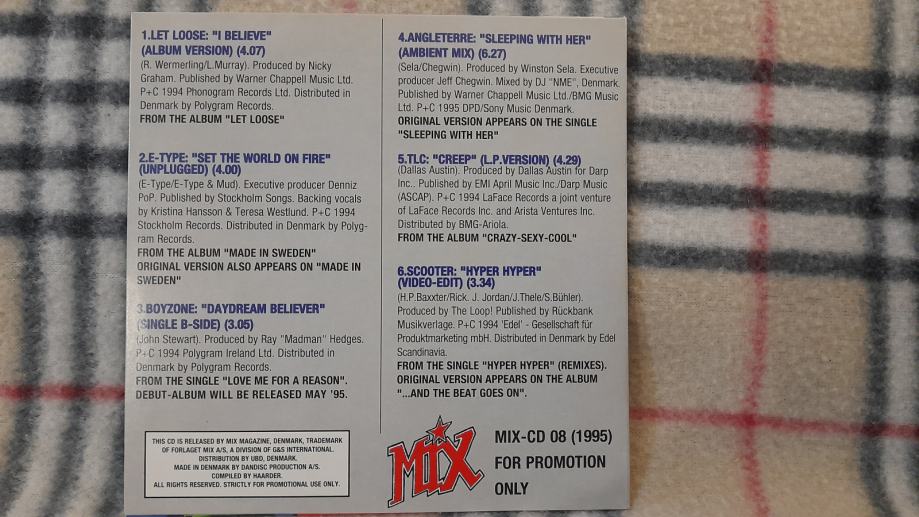 1.LET LOOSE: "I BELIEVE"
(ALBUM VERSION) (4.07)
(R. Wermerling/L.Murray). Produced by Nicky
Graham. Published by Warner Chappell Music Ltd.
P+C 1994 Phonogram Records Ltd. Distributed in
Denmark by Polygram Records.
FROM THE ALBUM "LET LOOSE"
2.E-TYPE: "SET THE WORLD ON FIRE"
(UNPLUGGED) (4.00)
(E-Type/E-Type & Mud). Executive producer Denniz
PoP. Published by Stockholm Songs. Backing vocals
by Kristina Hansson & Teresa Westlund. P+C 1994
Stockholm Records. Distributed in Denmark by Polyg-
ram Records.
FROM THE ALBUM "MADE IN SWEDEN"
ORIGINAL VERSION ALSO APPEARS ON "MADE IN
SWEDEN"
3.BOYZONE: "DAYDREAM BELIEVER"
(SINGLE B-SIDE) (3.05)
(John Stewart). Produced by Ray "Madman" Hedges.
P+C 1994 Polygram Ireland Ltd. Distributed in
Denmark by Polygram Records.
FROM THE SINGLE "LOVE ME FOR A REASON".
DEBUT-ALBUM WILL BE RELEASED MAY '95.
THIS CD IS RELEASED BY MIX MAGAZINE, DENMARK, TRADEMARK
OF FORLAGET MIX A/S, A DIVISION OF G&S INTERNATIONAL.
DISTRIBUTION BY UBD, DENMARK.
MADE IN DENMARK BY DANDISC PRODUCTION A/S.
COMPILED BY HAARDER.
ALL RIGHTS RESERVED. STRICTLY FOR PROMOTIONAL USE ONLY.
4.ANGLETERRE: "SLEEPING WITH HER"
(AMBIENT MIX) (6.27)
(Sela/Chegwin). Produced by Winston Sela. Executive
producer Jeff Chegwin. Mixed by DJ "NME", Denmark.
Published by Warner Chappell Music Ltd./BMG Music
Ltd. P+C 1995 DPD/Sony Music Denmark.
ORIGINAL VERSION APPEARS ON THE SINGLE
"SLEEPING WITH HER"
5.TLC: "CREEP" (L.P.VERSION) (4.29)
(Dallas Austin). Produced by Dallas Austin for Darp
Inc.. Published by EMI April Music Inc./Darp Music
(ASCAP). P+C 1994 LaFace Records a joint venture
of LaFace Records Inc. and Arista Ventures Inc.
Distributed by BMG-Ariola.
FROM THE ALBUM "CRAZY-SEXY-COOL"
6.SCOOTER: "HYPER HYPER"
(VIDEO-EDIT) (3.34)
(H.P.Baxxter/Rick. J. Jordan/J.Thele/S.Bühler).
Produced by The Loop! Published by Rückbank
Musikverlage. P+C 1994 'Edel' - Gesellschaft für
Produktmarketing mbH. Distributed in Denmark by Edel
Scandinavia.
FROM THE SINGLE "HYPER HYPER" (REMIXES).
ORIGINAL VERSION APPEARS ON THE ALBUM
"...AND THE BEAT GOES ON".
MIX
MIX-CD 08 (1995)
FOR PROMOTION
ONLY